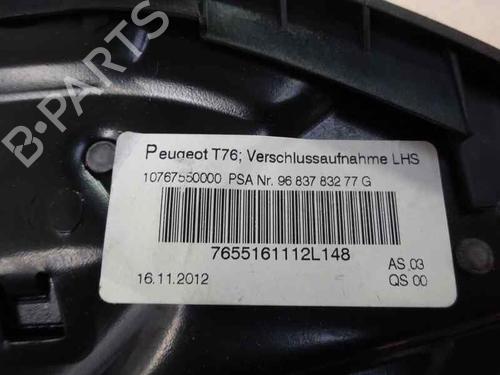 B-PARTS
Peugeot T76; Verschlussaufnahme LHS
10767550000 PSA Nr. 96 837 832 77 G
7655161112L148
16.11.2012
AS 03
QS 00